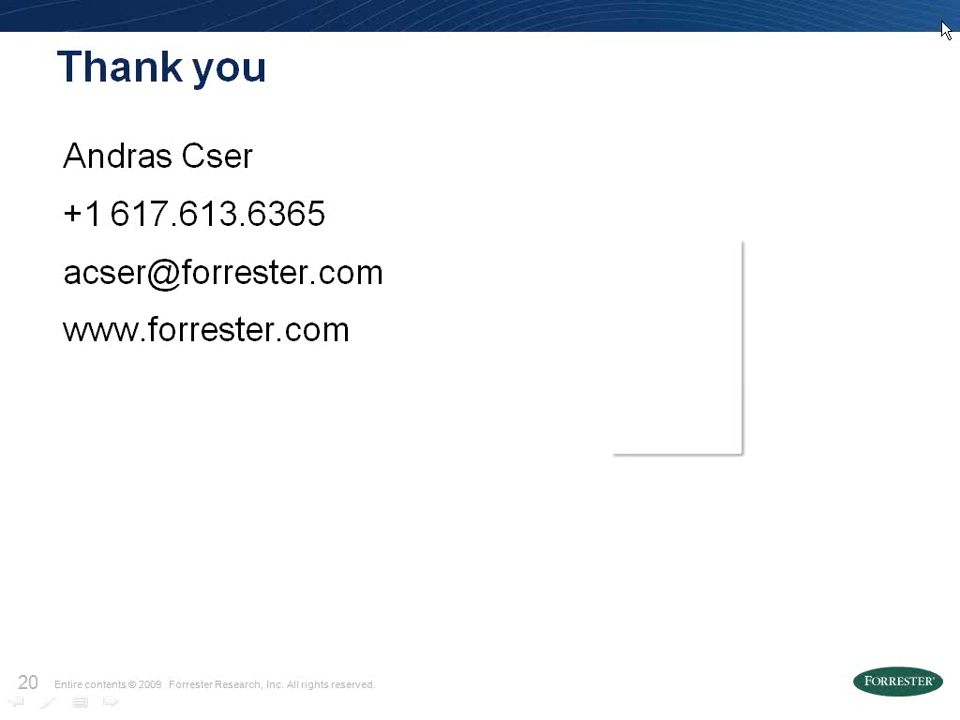 Thank you
Andras Cser
+1 617.613.6365
acser@forrester.com
www.forrester.com
20 Entire contents © 2009 Forrester Research, Inc. All rights reserved.
FORRESTER®